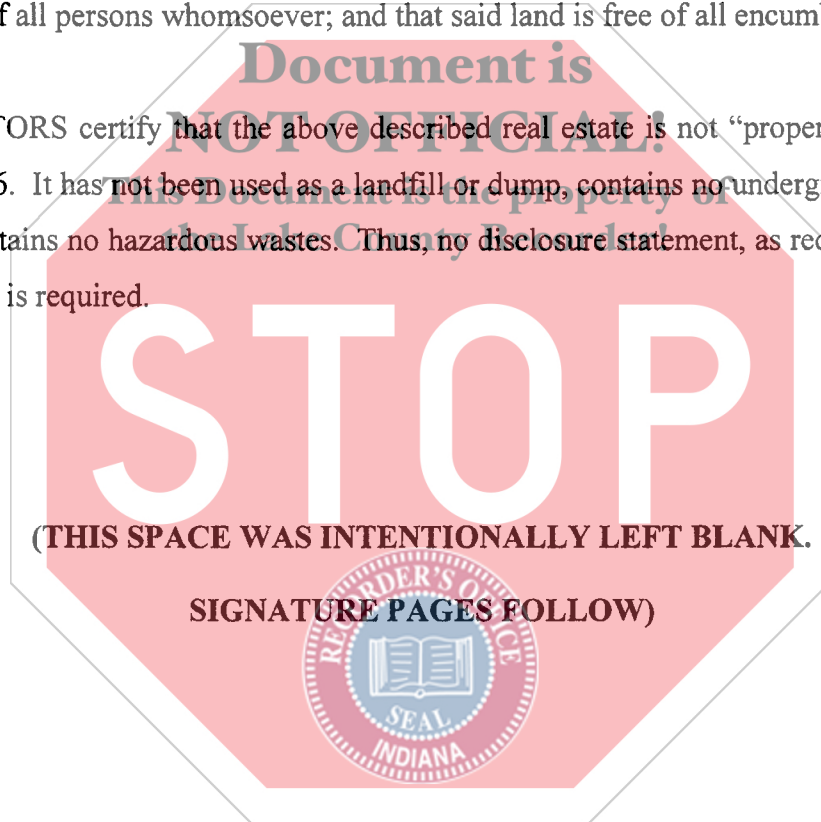 f all persons whomsoever; and that said land is free of all encum
Document is
NOT OFFICIAL!
TORS certify that the above described real estate is not “proper
6. It has not been used as a landfill or dump, contains no underg
This Document is the property of
tains no hazardous wastes. Thus, no disclosure statement, as req
the Lake County Recorder!
is required.
STOP
(THIS SPACE WAS INTENTIONALLY LEFT BLANK.
SIGNATURE PAGES FOLLOW)
RECORDER'S OFFICE
SEAL
INDIANA